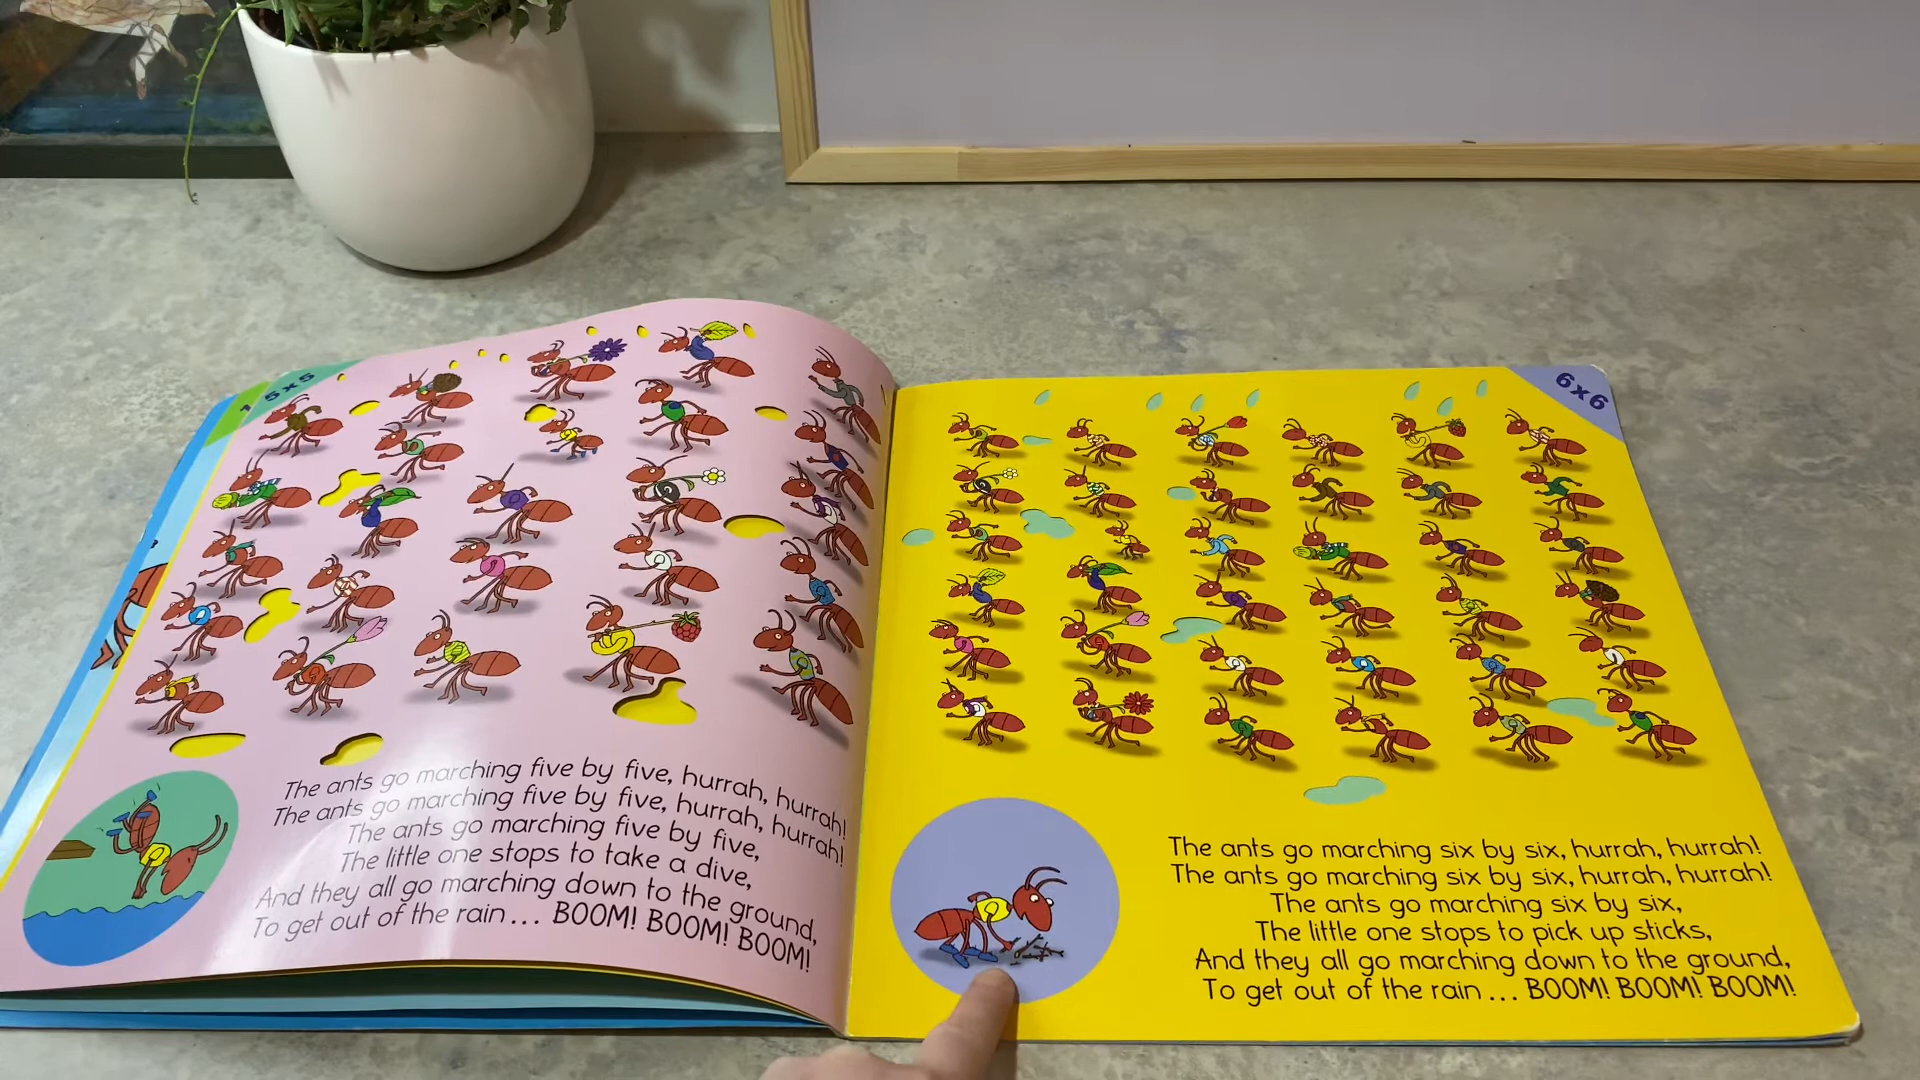 5 x 5
The ants go marching five by five, hurrah, hurrah!
The ants go marching five by five, hurrah, hurrah!
The ants go marching five by five,
The little one stops to take a dive,
And they all go marching down to the ground,
To get out of the rain ... BOOM! BOOM! BOOM!
6 x 6
The ants go marching six by six, hurrah, hurrah!
The ants go marching six by six, hurrah, hurrah!
The ants go marching six by six,
The little one stops to pick up sticks,
And they all go marching down to the ground,
To get out of the rain ... BOOM! BOOM! BOOM!